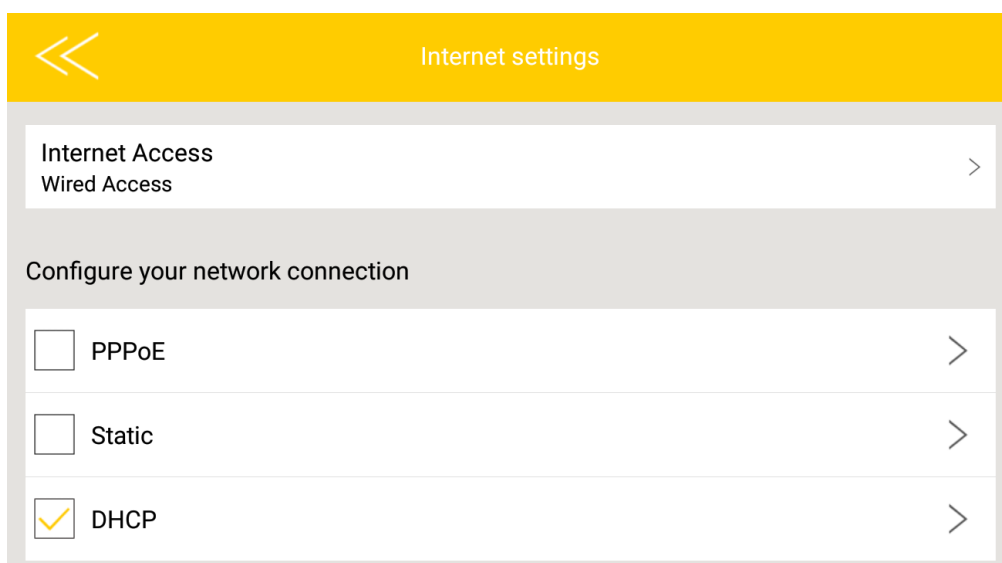 Internet settings
Internet Access
Wired Access
Configure your network connection
PPPoE
Static
DHCP